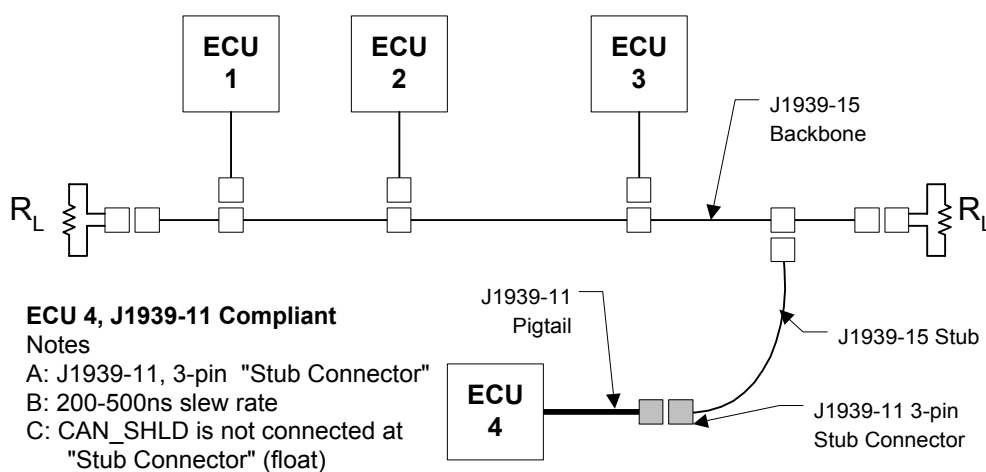 ECU
1
ECU
2
ECU
3
J1939-15
Backbone
RL
RL
J1939-11
Pigtail
J1939-15 Stub
ECU 4, J1939-11 Compliant
Notes
A: J1939-11, 3-pin "Stub Connector"
B: 200-500ns slew rate
C: CAN_SHLD is not connected at
"Stub Connector" (float)
ECU
4
J1939-11 3-pin
Stub Connector